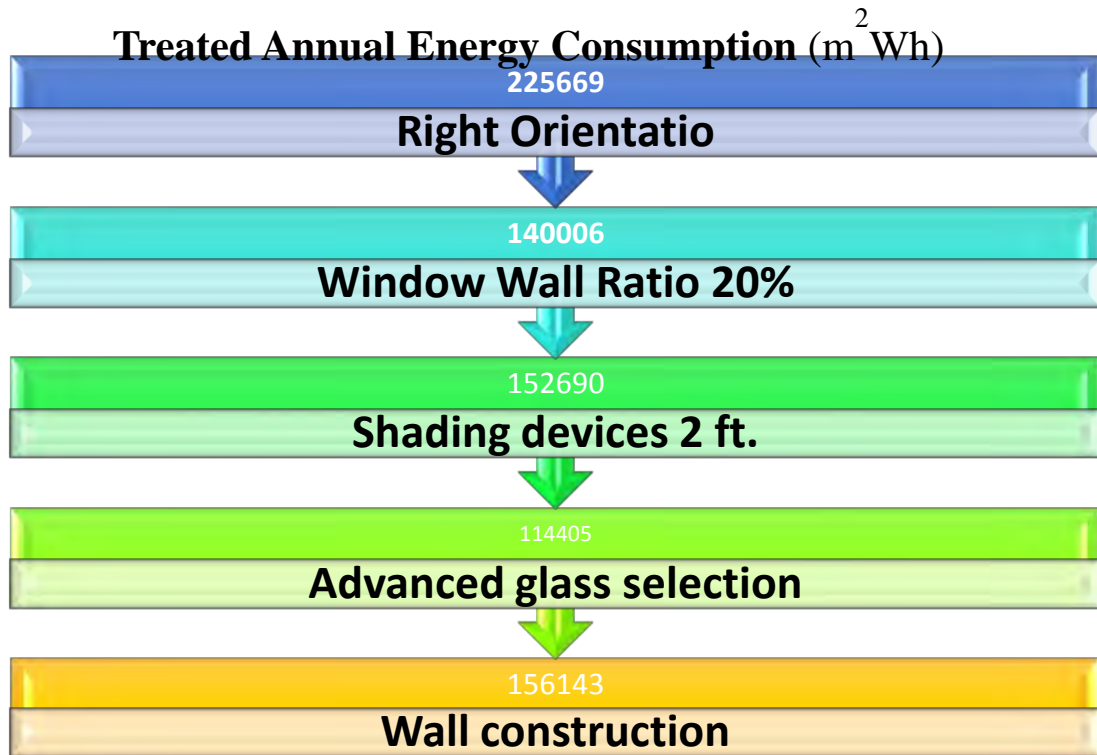 Treated Annual Energy Consumption (m²Wh)
225669
Right Orientatio
140006
Window Wall Ratio 20%
152690
Shading devices 2 ft.
114405
Advanced glass selection
156143
Wall construction